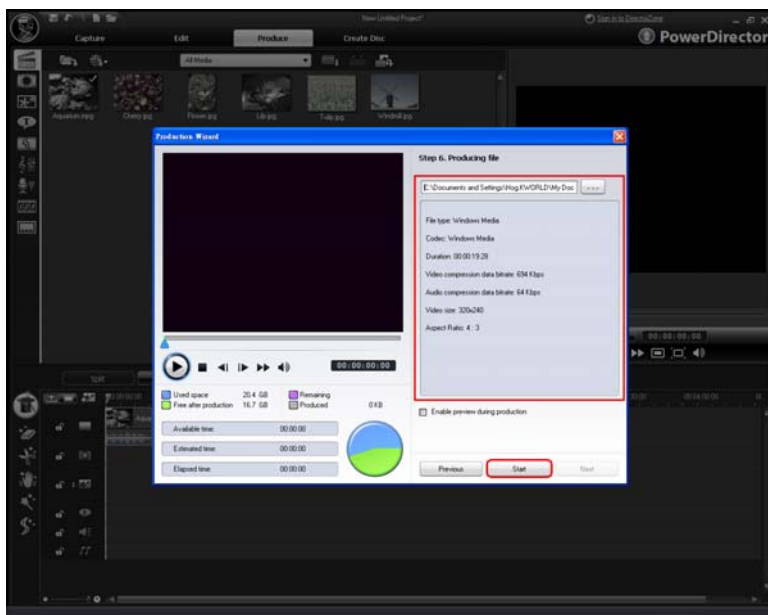 New Untitled Project*
Sign in to DirectorZone
Capture
Edit
Produce
Create Disc
PowerDirector
All Media
Aquarium.mpg
Cherry.jpg
Flower.jpg
Lily.jpg
Tulip.jpg
Windmill.jpg
Production Wizard
Step 6. Producing file
E:\Documents and Settings\Hog.KWORLD\My Doc
...
File type: Windows Media
Codec: Windows Media
Duration: 00:00:19:28
Video compression data bitrate: 694 Kbps
Audio compression data bitrate: 64 Kbps
Video size: 320x240
Aspect Ratio: 4 : 3
00:00:00:00
Used space 20.4 GB Remaining
Free after production 16.7 GB Produced 0 KB
Available time: 00:00:00
Estimated time: 00:00:00
Elapsed time: 00:00:00
Enable preview during production
Previous
Start
Next
00:00:00:00
Split